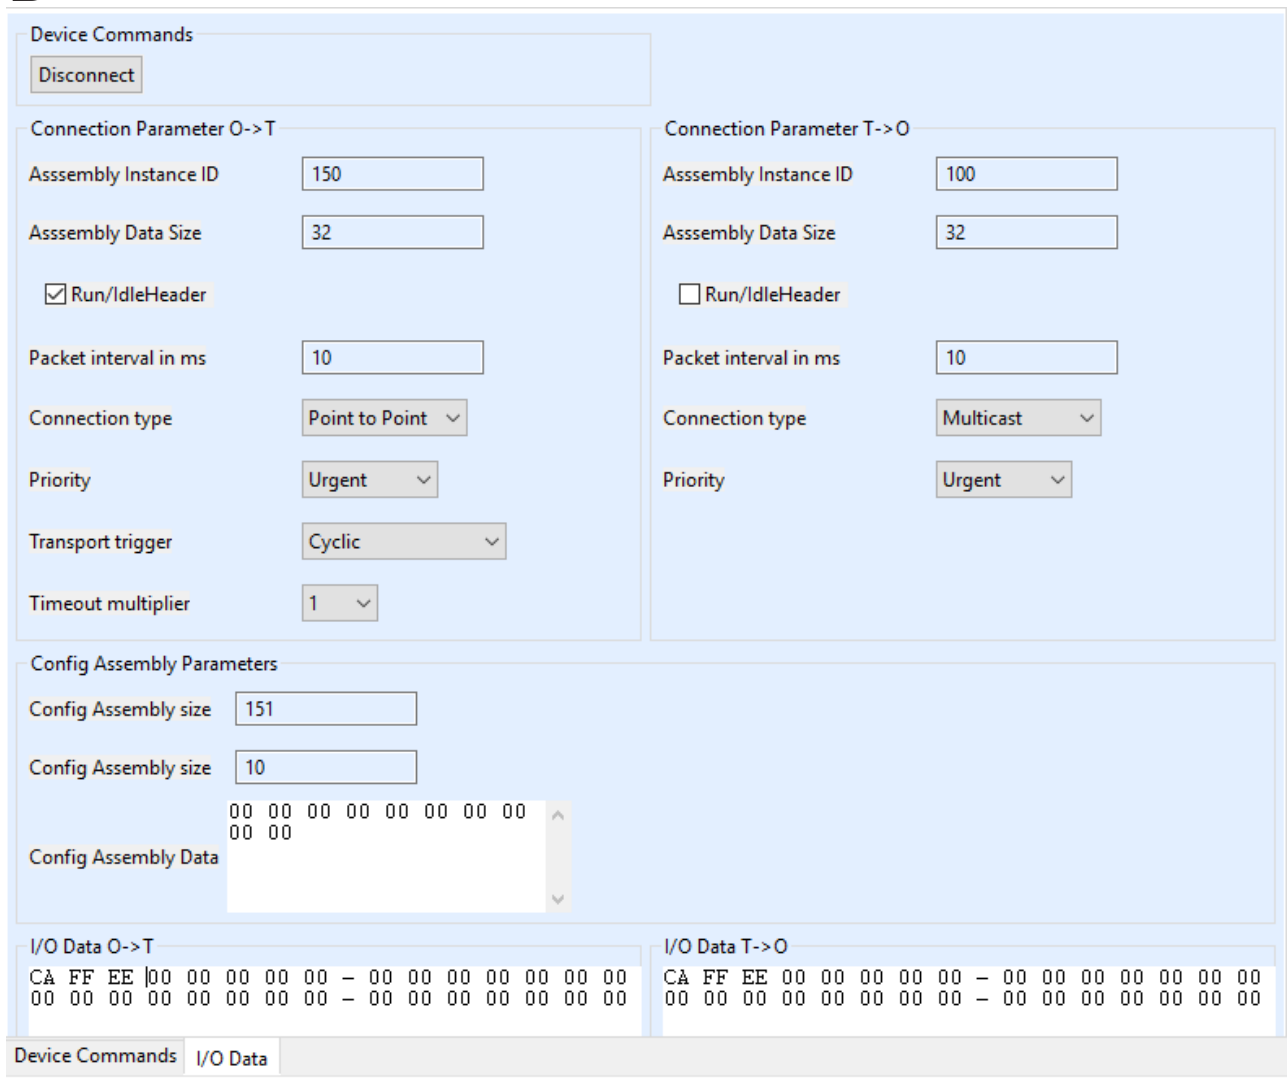 Device Commands
Disconnect
Connection Parameter O->T
Asssembly Instance ID 150
Asssembly Data Size 32
Run/IdleHeader
Packet interval in ms 10
Connection type Point to Point
Priority Urgent
Transport trigger Cyclic
Timeout multiplier 1
Connection Parameter T->O
Asssembly Instance ID 100
Asssembly Data Size 32
Run/IdleHeader
Packet interval in ms 10
Connection type Multicast
Priority Urgent
Config Assembly Parameters
Config Assembly size 151
Config Assembly size 10
Config Assembly Data
00 00 00 00 00 00 00 00
00 00
I/O Data O->T
CA FF EE 00 00 00 00 00 – 00 00 00 00 00 00 00
00 00 00 00 00 00 00 00 – 00 00 00 00 00 00 00
I/O Data T->O
CA FF EE 00 00 00 00 00 – 00 00 00 00 00 00 00
00 00 00 00 00 00 00 00 – 00 00 00 00 00 00 00
Device Commands I/O Data